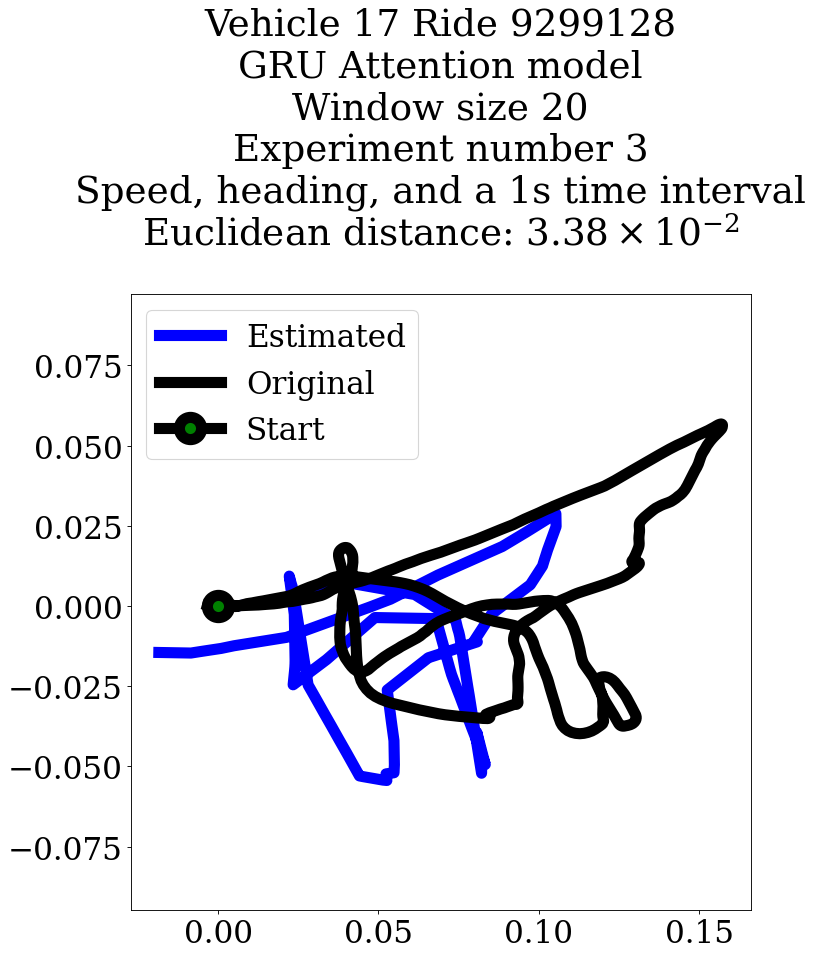 Vehicle 17 Ride 9299128
GRU Attention model
Window size 20
Experiment number 3
Speed, heading, and a 1s time interval
Euclidean distance: 3.38 × 10⁻²
Estimated
Original
Start
0.075
0.050
0.025
0.000
−0.025
−0.050
−0.075
0.00 0.05 0.10 0.15